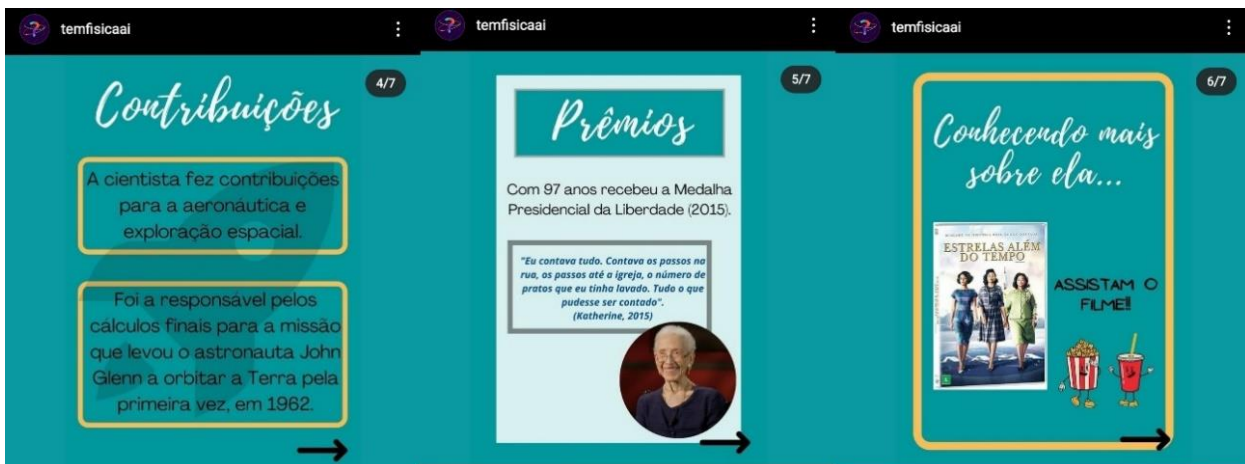 temfisicaai
4/7
Contribuições
A cientista fez contribuições
para a aeronáutica e
exploração espacial.
Foi a responsável pelos
cálculos finais para a missão
que levou o astronauta John
Glenn a orbitar a Terra pela
primeira vez, em 1962.
temfisicaai
5/7
Prêmios
Com 97 anos recebeu a Medalha
Presidencial da Liberdade (2015).
"Eu contava tudo. Contava os passos na
rua, os passos até a igreja, o número de
pratos que eu tinha lavado. Tudo o que
pudesse ser contado".
(Katherine, 2015)
temfisicaai
6/7
Conhecendo mais
sobre ela...
ESTRELAS ALÉM
DO TEMPO
ASSISTAM O
FILME!!